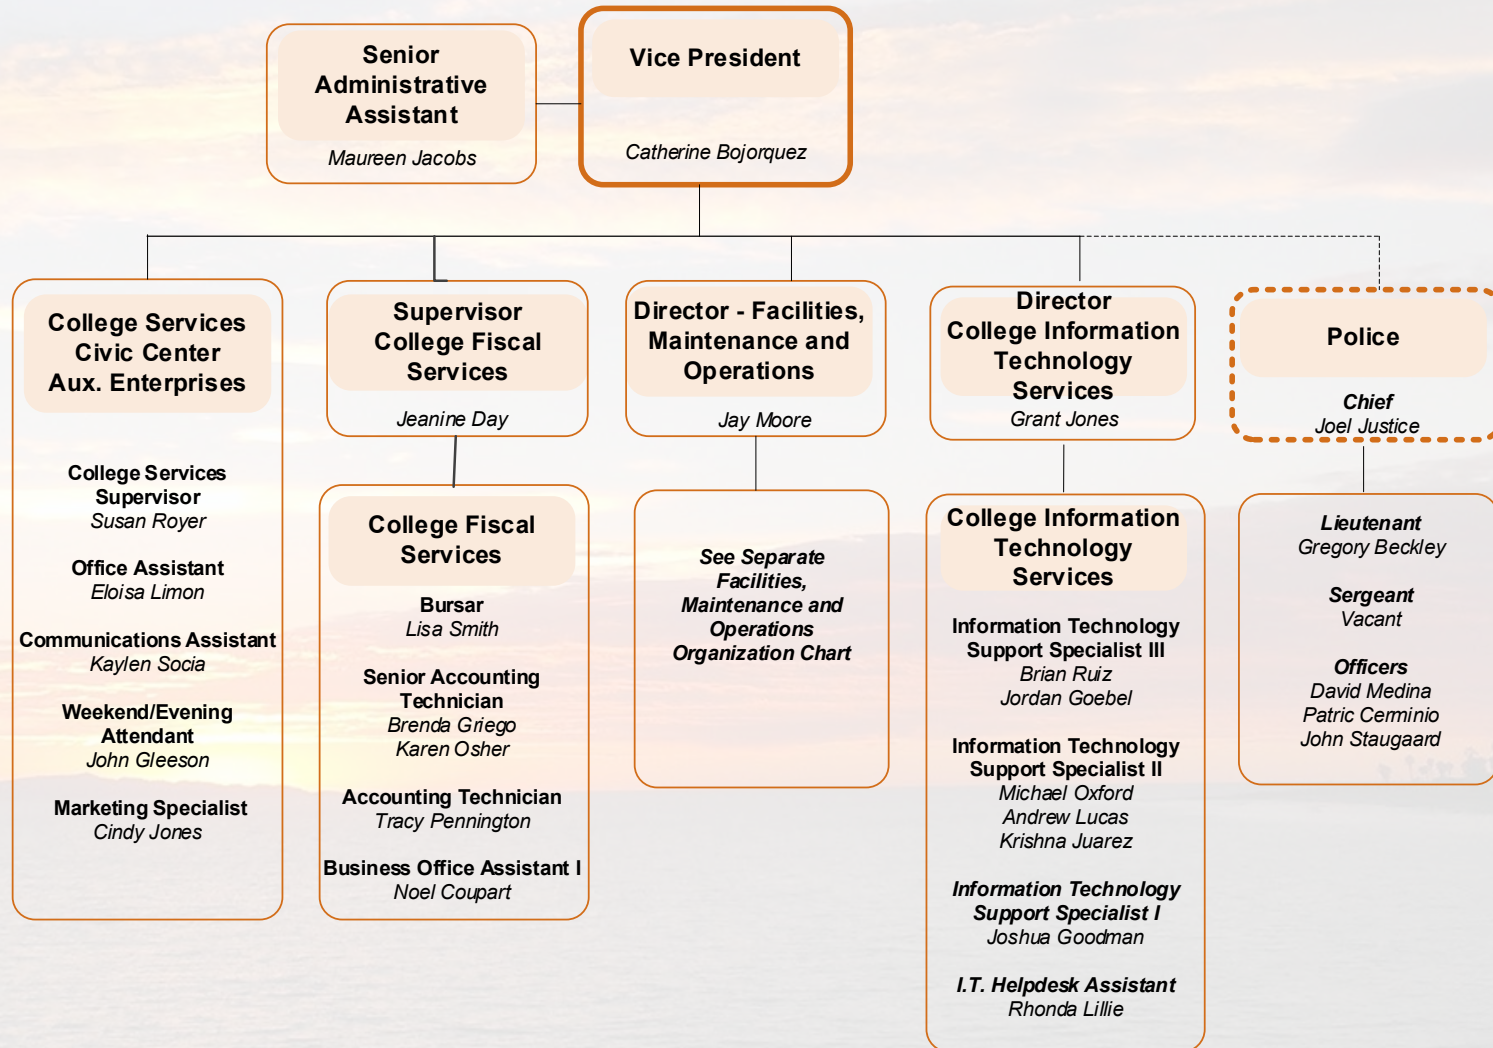 Senior
Administrative
Assistant
Maureen Jacobs
Vice President
Catherine Bojorquez
College Services
Civic Center
Aux. Enterprises
College Services
Supervisor
Susan Royer
Office Assistant
Eloisa Limon
Communications Assistant
Kaylen Socia
Weekend/Evening
Attendant
John Gleeson
Marketing Specialist
Cindy Jones
Supervisor
College Fiscal
Services
Jeanine Day
College Fiscal
Services
Bursar
Lisa Smith
Senior Accounting
Technician
Brenda Griego
Karen Osher
Accounting Technician
Tracy Pennington
Business Office Assistant I
Noel Coupart
Director - Facilities,
Maintenance and
Operations
Jay Moore
See Separate
Facilities,
Maintenance and
Operations
Organization Chart
Director
College Information
Technology
Services
Grant Jones
College Information
Technology
Services
Information Technology
Support Specialist III
Brian Ruiz
Jordan Goebel
Information Technology
Support Specialist II
Michael Oxford
Andrew Lucas
Krishna Juarez
Information Technology
Support Specialist I
Joshua Goodman
I.T. Helpdesk Assistant
Rhonda Lillie
Police
Chief
Joel Justice
Lieutenant
Gregory Beckley
Sergeant
Vacant
Officers
David Medina
Patric Cerminio
John Staugaard